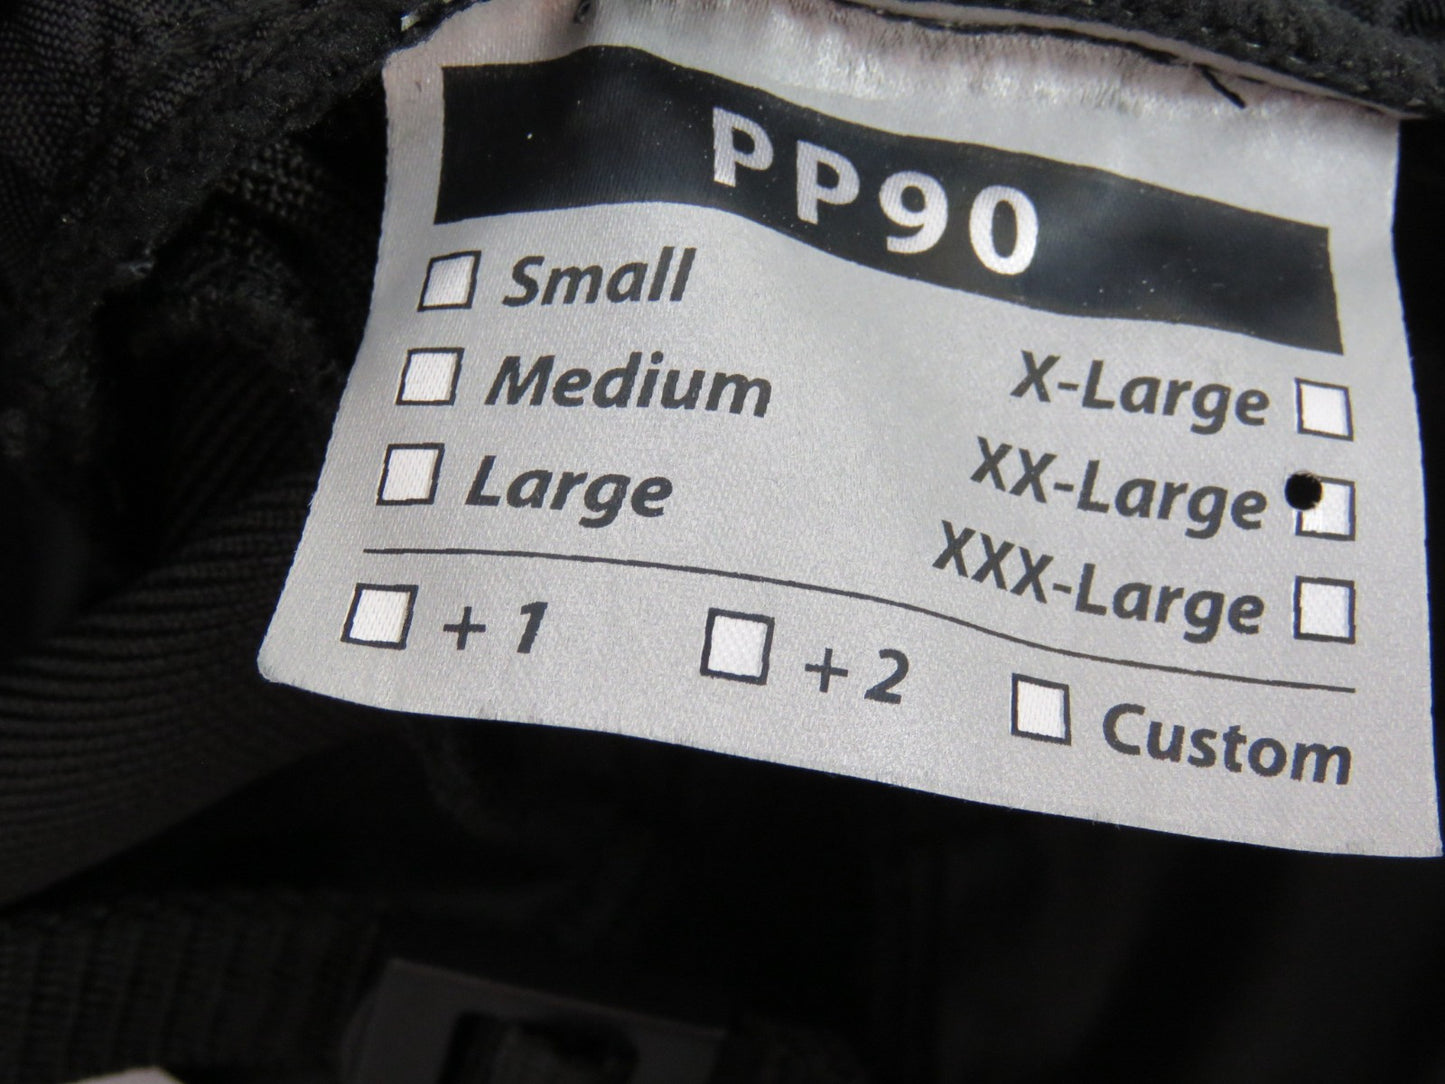 PP90
Small
Medium
Large
X-Large
XX-Large
XXX-Large
+ 1
+ 2
Custom